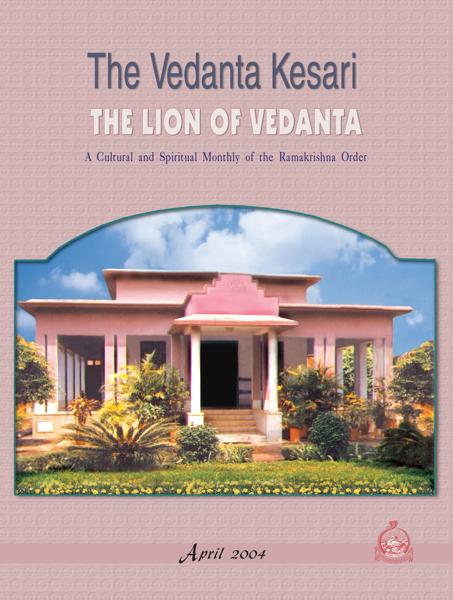 The Vedanta Kesari
THE LION OF VEDANTA
A Cultural and Spiritual Monthly of the Ramakrishna Order
April 2004